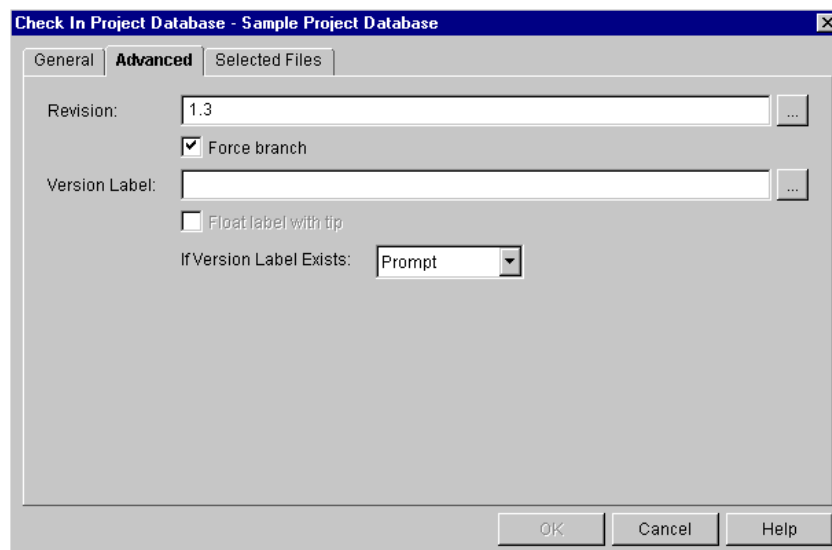 Check In Project Database - Sample Project Database
General Advanced Selected Files
Revision: 1.3 ...
Force branch
Version Label: ...
Float label with tip
If Version Label Exists: Prompt
OK Cancel Help